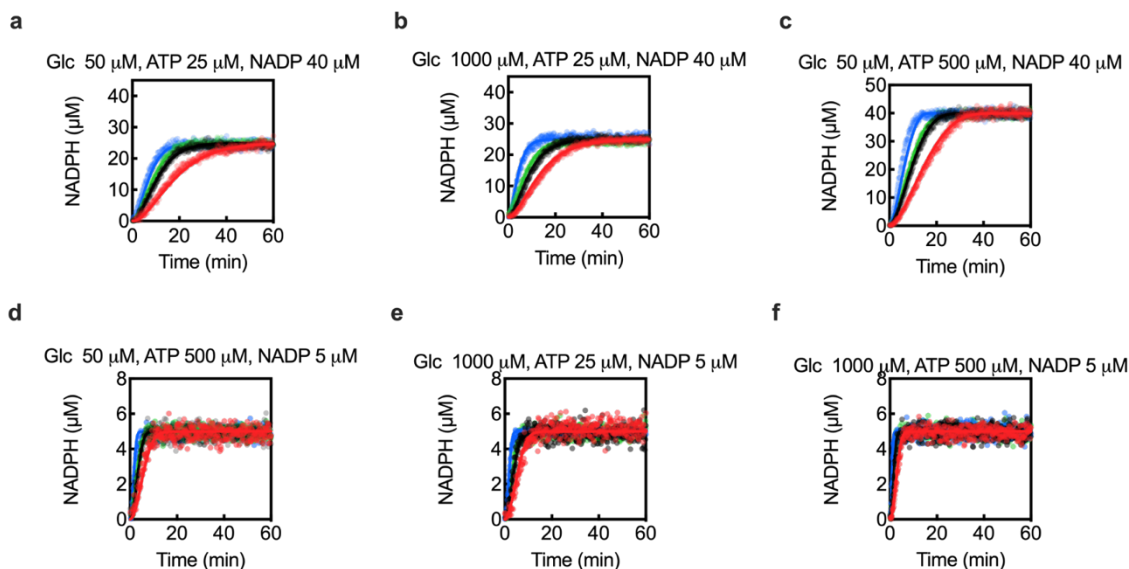 a
Glc 50 μM, ATP 25 μM, NADP 40 μM
NADPH (μM)
40
30
20
10
0
0 20 40 60
Time (min)
b
Glc 1000 μM, ATP 25 μM, NADP 40 μM
NADPH (μM)
40
30
20
10
0
0 20 40 60
Time (min)
c
Glc 50 μM, ATP 500 μM, NADP 40 μM
NADPH (μM)
50
40
30
20
10
0
0 20 40 60
Time (min)
d
Glc 50 μM, ATP 500 μM, NADP 5 μM
NADPH (μM)
8
6
4
2
0
0 20 40 60
Time (min)
e
Glc 1000 μM, ATP 25 μM, NADP 5 μM
NADPH (μM)
8
6
4
2
0
0 20 40 60
Time (min)
f
Glc 1000 μM, ATP 500 μM, NADP 5 μM
NADPH (μM)
8
6
4
2
0
0 20 40 60
Time (min)